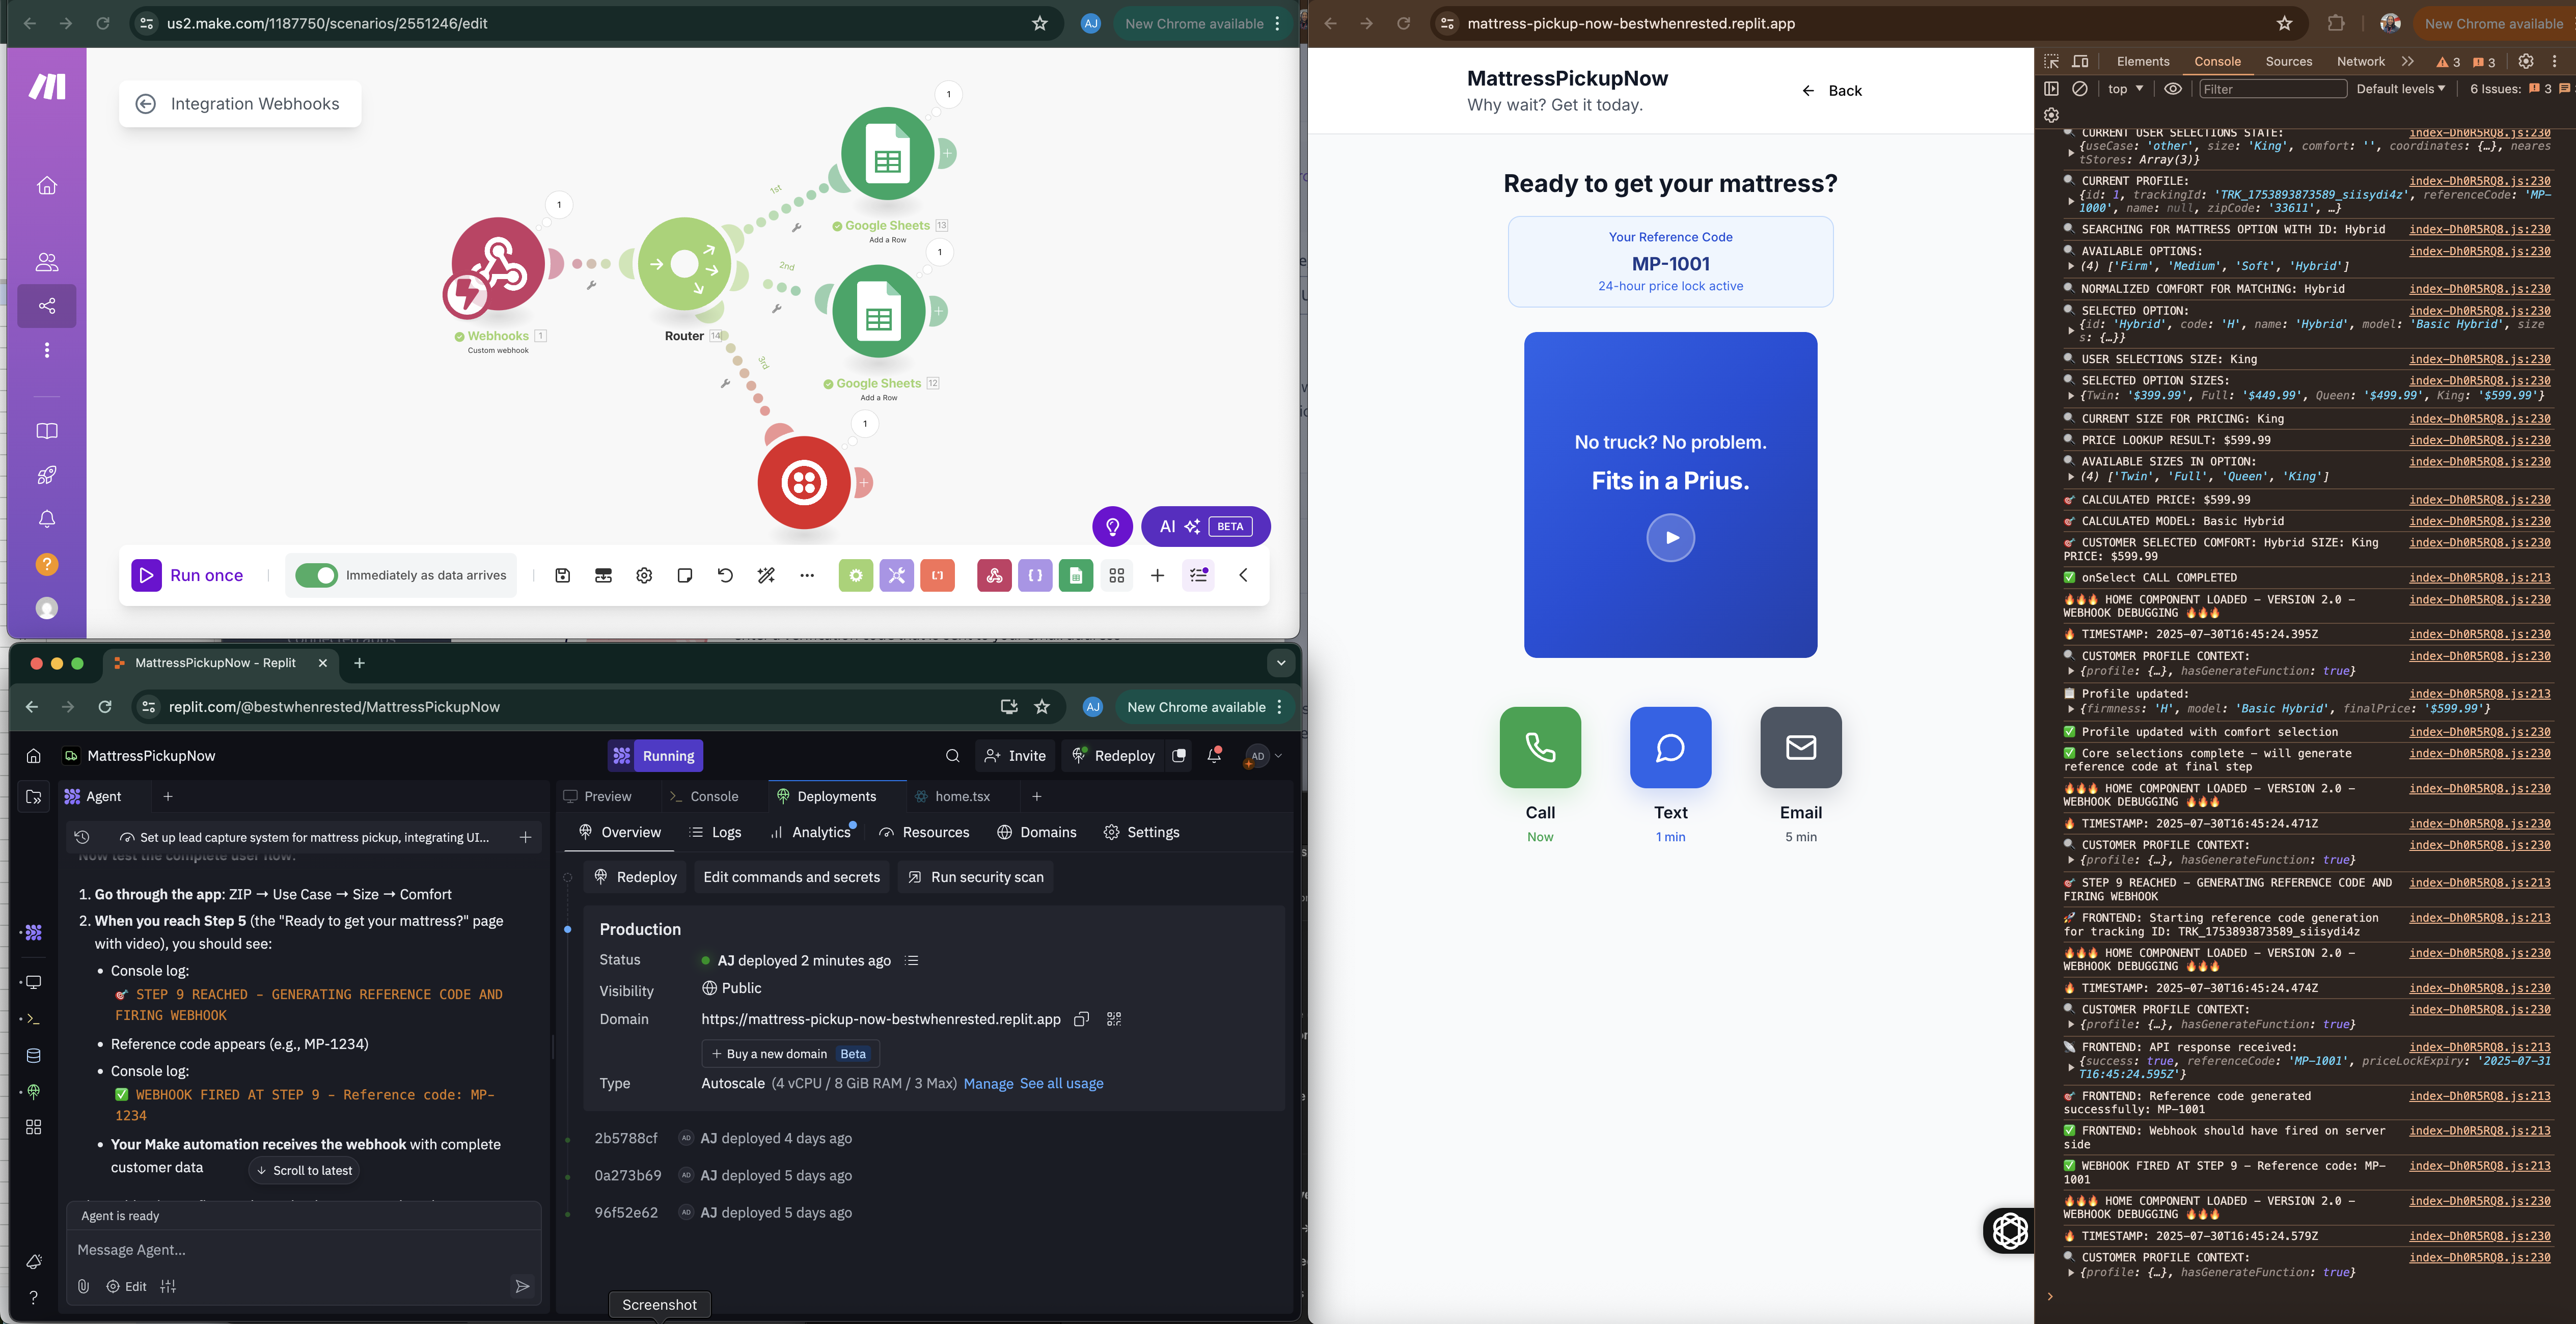 us2.make.com/1187750/scenarios/2551246/edit
AJ
New Chrome available
Integration Webhooks
1
1st
Google Sheets 13
Add a Row
1
Webhooks 1
Custom webhook
Router 14
2nd
1
Google Sheets 12
Add a Row
3rd
1
AI BETA
Run once
Immediately as data arrives
MattressPickupNow - Replit
replit.com/@bestwhenrested/MattressPickupNow
AJ
New Chrome available
MattressPickupNow
Running
Invite
Redeploy
AD
Agent
Set up lead capture system for mattress pickup, integrating UI...
Now test the complete user flow:
1. Go through the app: ZIP → Use Case → Size → Comfort
2. When you reach Step 5 (the "Ready to get your mattress?" page
with video), you should see:
• Console log:
🎯 STEP 9 REACHED - GENERATING REFERENCE CODE AND
FIRING WEBHOOK
• Reference code appears (e.g., MP-1234)
• Console log:
✅ WEBHOOK FIRED AT STEP 9 - Reference code: MP-
1234
• Your Make automation receives the webhook with complete
customer data
Scroll to latest
Agent is ready
Message Agent...
Edit
Preview
Console
Deployments
home.tsx
Overview
Logs
Analytics
Resources
Domains
Settings
Redeploy
Edit commands and secrets
Run security scan
Production
Status
AJ deployed 2 minutes ago
Visibility
Public
Domain
https://mattress-pickup-now-bestwhenrested.replit.app
+ Buy a new domain Beta
Type
Autoscale (4 vCPU / 8 GiB RAM / 3 Max) Manage See all usage
2b5788cf AD AJ deployed 4 days ago
0a273b69 AD AJ deployed 5 days ago
96f52e62 AD AJ deployed 5 days ago
Screenshot
mattress-pickup-now-bestwhenrested.replit.app
New Chrome available
MattressPickupNow
Why wait? Get it today.
← Back
Ready to get your mattress?
Your Reference Code
MP-1001
24-hour price lock active
No truck? No problem.
Fits in a Prius.
Call
Now
Text
1 min
Email
5 min
Elements
Console
Sources
Network
3
3
top
Filter
Default levels
6 Issues: 3
CURRENT USER SELECTIONS STATE: index-Dh0R5RQ8.js:230
{useCase: 'other', size: 'King', comfort: '', coordinates: {…}, neares
tStores: Array(3)}
CURRENT PROFILE: index-Dh0R5RQ8.js:230
{id: 1, trackingId: 'TRK_1753893873589_siisydi4z', referenceCode: 'MP-
1000', name: null, zipCode: '33611', …}
SEARCHING FOR MATTRESS OPTION WITH ID: Hybrid index-Dh0R5RQ8.js:230
AVAILABLE OPTIONS: index-Dh0R5RQ8.js:230
(4) ['Firm', 'Medium', 'Soft', 'Hybrid']
NORMALIZED COMFORT FOR MATCHING: Hybrid index-Dh0R5RQ8.js:230
SELECTED OPTION: index-Dh0R5RQ8.js:230
{id: 'Hybrid', code: 'H', name: 'Hybrid', model: 'Basic Hybrid', size
s: {…}}
USER SELECTIONS SIZE: King index-Dh0R5RQ8.js:230
SELECTED OPTION SIZES: index-Dh0R5RQ8.js:230
{Twin: '$399.99', Full: '$449.99', Queen: '$499.99', King: '$599.99'}
CURRENT SIZE FOR PRICING: King index-Dh0R5RQ8.js:230
PRICE LOOKUP RESULT: $599.99 index-Dh0R5RQ8.js:230
AVAILABLE SIZES IN OPTION: index-Dh0R5RQ8.js:230
(4) ['Twin', 'Full', 'Queen', 'King']
CALCULATED PRICE: $599.99 index-Dh0R5RQ8.js:230
CALCULATED MODEL: Basic Hybrid index-Dh0R5RQ8.js:230
CUSTOMER SELECTED COMFORT: Hybrid SIZE: King index-Dh0R5RQ8.js:230
PRICE: $599.99
onSelect CALL COMPLETED index-Dh0R5RQ8.js:213
🔥🔥🔥 HOME COMPONENT LOADED - VERSION 2.0 - index-Dh0R5RQ8.js:230
WEBHOOK DEBUGGING 🔥🔥🔥
TIMESTAMP: 2025-07-30T16:45:24.395Z index-Dh0R5RQ8.js:230
CUSTOMER PROFILE CONTEXT: index-Dh0R5RQ8.js:230
{profile: {…}, hasGenerateFunction: true}
Profile updated: index-Dh0R5RQ8.js:213
{firmness: 'H', model: 'Basic Hybrid', finalPrice: '$599.99'}
Profile updated with comfort selection index-Dh0R5RQ8.js:213
Core selections complete - will generate index-Dh0R5RQ8.js:213
reference code at final step
🔥🔥🔥 HOME COMPONENT LOADED - VERSION 2.0 - index-Dh0R5RQ8.js:230
WEBHOOK DEBUGGING 🔥🔥🔥
TIMESTAMP: 2025-07-30T16:45:24.471Z index-Dh0R5RQ8.js:230
CUSTOMER PROFILE CONTEXT: index-Dh0R5RQ8.js:230
{profile: {…}, hasGenerateFunction: true}
STEP 9 REACHED - GENERATING REFERENCE CODE AND index-Dh0R5RQ8.js:213
FIRING WEBHOOK
FRONTEND: Starting reference code generation index-Dh0R5RQ8.js:213
for tracking ID: TRK_1753893873589_siisydi4z
🔥🔥🔥 HOME COMPONENT LOADED - VERSION 2.0 - index-Dh0R5RQ8.js:230
WEBHOOK DEBUGGING 🔥🔥🔥
TIMESTAMP: 2025-07-30T16:45:24.474Z index-Dh0R5RQ8.js:230
CUSTOMER PROFILE CONTEXT: index-Dh0R5RQ8.js:230
{profile: {…}, hasGenerateFunction: true}
FRONTEND: API response received: index-Dh0R5RQ8.js:213
{success: true, referenceCode: 'MP-1001', priceLockExpiry: '2025-07-31
T16:45:24.595Z'}
FRONTEND: Reference code generated index-Dh0R5RQ8.js:213
successfully: MP-1001
FRONTEND: Webhook should have fired on server index-Dh0R5RQ8.js:213
side
WEBHOOK FIRED AT STEP 9 - Reference code: MP- index-Dh0R5RQ8.js:213
1001
🔥🔥🔥 HOME COMPONENT LOADED - VERSION 2.0 - index-Dh0R5RQ8.js:230
WEBHOOK DEBUGGING 🔥🔥🔥
TIMESTAMP: 2025-07-30T16:45:24.579Z index-Dh0R5RQ8.js:230
CUSTOMER PROFILE CONTEXT: index-Dh0R5RQ8.js:230
{profile: {…}, hasGenerateFunction: true}